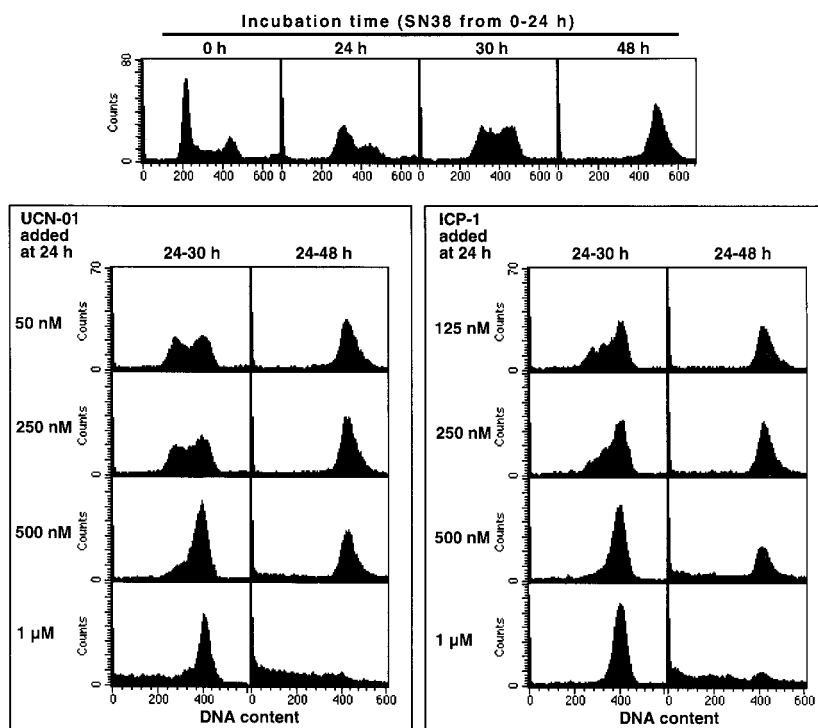 Incubation time (SN38 from 0-24 h)
0 h 24 h 30 h 48 h
80
Counts
0
0 200 400 600 0 200 400 600 0 200 400 600 0 200 400 600
UCN-01
added
at 24 h
24-30 h 24-48 h
70
Counts
0
50 nM
Counts
0
250 nM
Counts
0
500 nM
Counts
0
1 µM
0 200 400 0 200 400 600
DNA content
ICP-1
added
at 24 h
24-30 h 24-48 h
70
Counts
0
125 nM
Counts
0
250 nM
Counts
0
500 nM
Counts
0
1 µM
0 200 400 0 200 400 600
DNA content